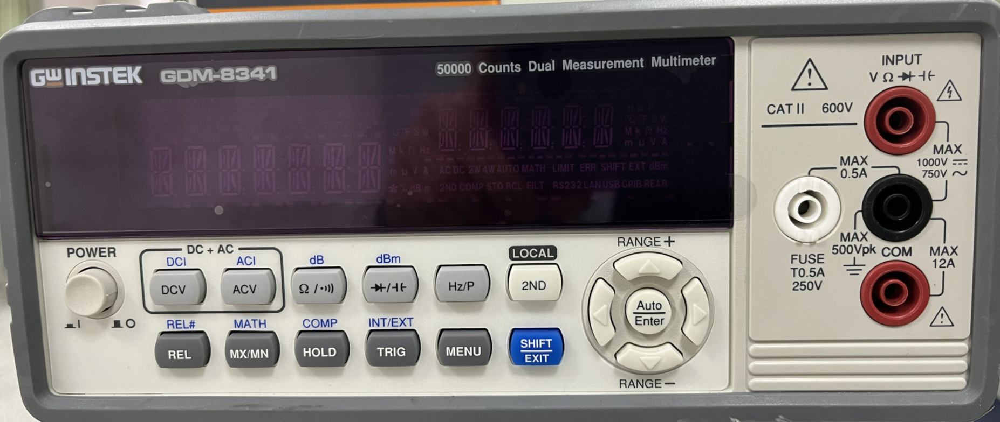 GWINSTEK GDM-8341
50000 Counts Dual Measurement Multimeter
°C °F S W
M k Ω Hz
m μ V A
°C °F S W
M k Ω Hz
m μ V A
AC DC 2W 4W AUTO MATH LIMIT ERR SHIFT EXT dBm
2ND COMP STO RCL FILT RS232 LAN USB GPIB REAR
POWER
I O
DC + AC
DCI ACI dB dBm LOCAL
DCV ACV Ω / Hz/P 2ND
REL# MATH COMP INT/EXT
REL MX/MN HOLD TRIG MENU SHIFT
EXIT
RANGE +
Auto
Enter
RANGE −
INPUT
V Ω
CAT II 600V
MAX
1000V
750V
MAX
0.5A
MAX
500Vpk
COM
FUSE
T0.5A
250V
MAX
12A